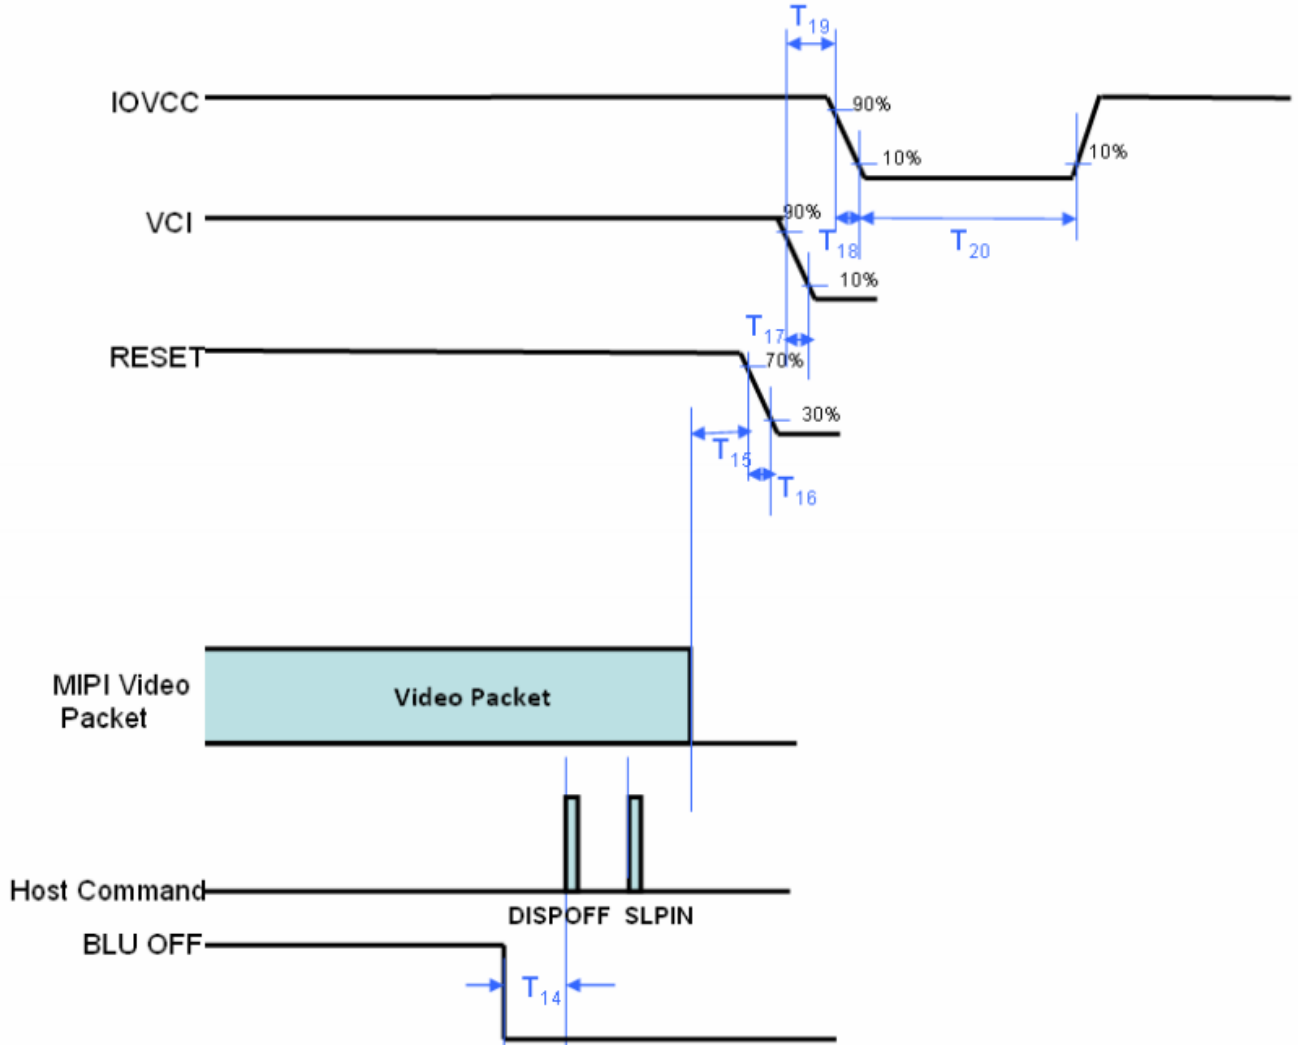 T19
IOVCC
90%
10%
10%
VCI
90%
T18
T20
10%
T17
RESET
70%
30%
T15
T16
MIPI Video
Packet
Video Packet
Host Command
DISPOFF SLPIN
BLU OFF
T14